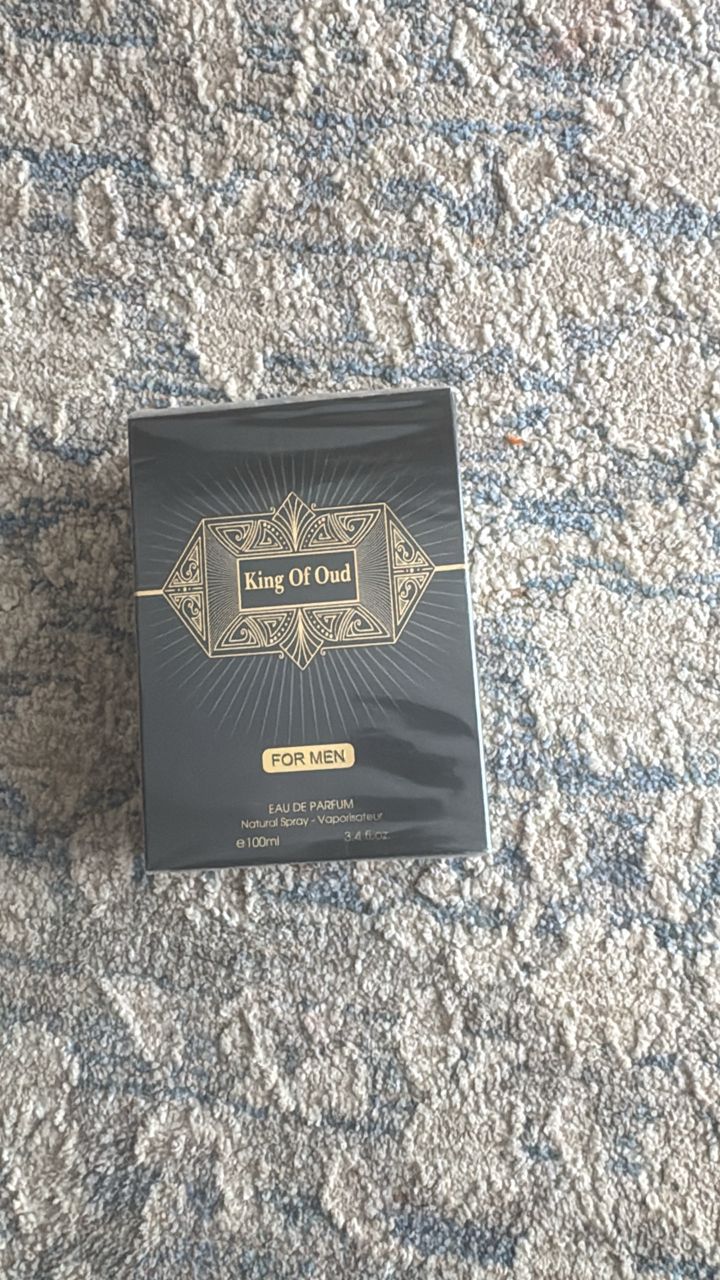 King Of Oud
FOR MEN
EAU DE PARFUM
Natural Spray - Vaporisateur
℮100ml 3.4 fl.oz.